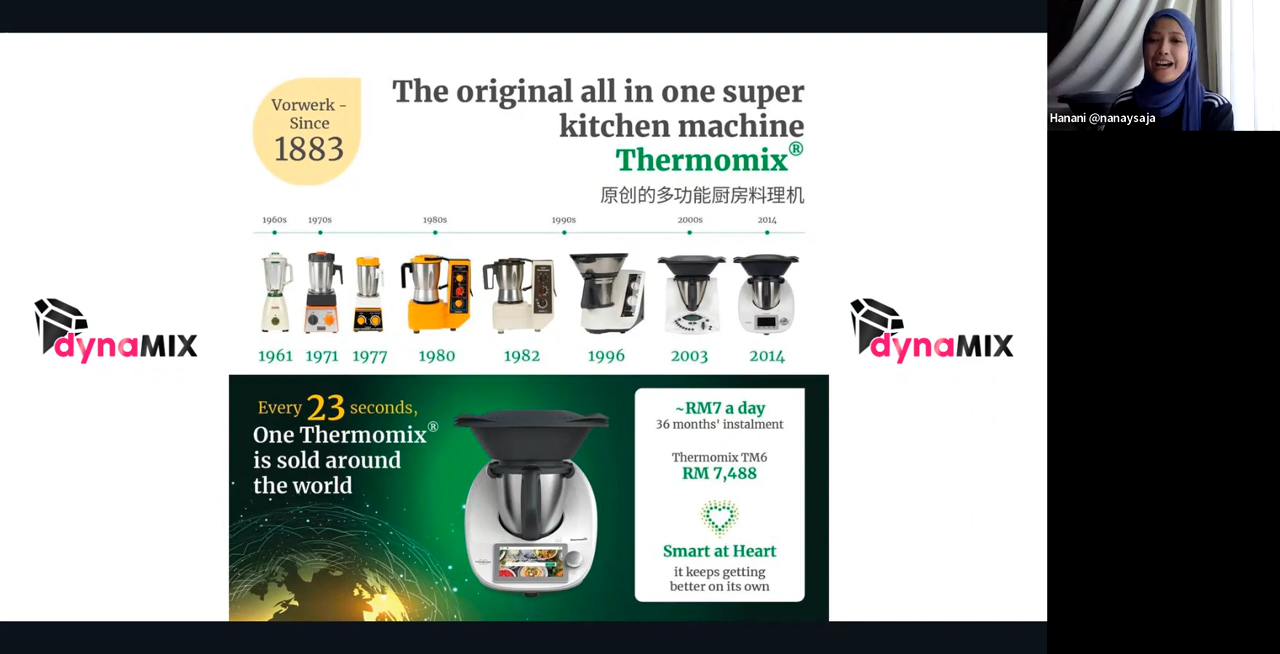 Vorwerk -
Since
1883
The original all in one super
kitchen machine
Thermomix®
原创的多功能厨房料理机
1960s 1970s 1980s 1990s 2000s 2014
1961 1971 1977 1980 1982 1996 2003 2014
dynaMIX
dynaMIX
Every 23 seconds,
One Thermomix®
is sold around
the world
~RM7 a day
36 months' instalment
Thermomix TM6
RM 7,488
Smart at Heart
it keeps getting
better on its own
Hanani @nanaysaja